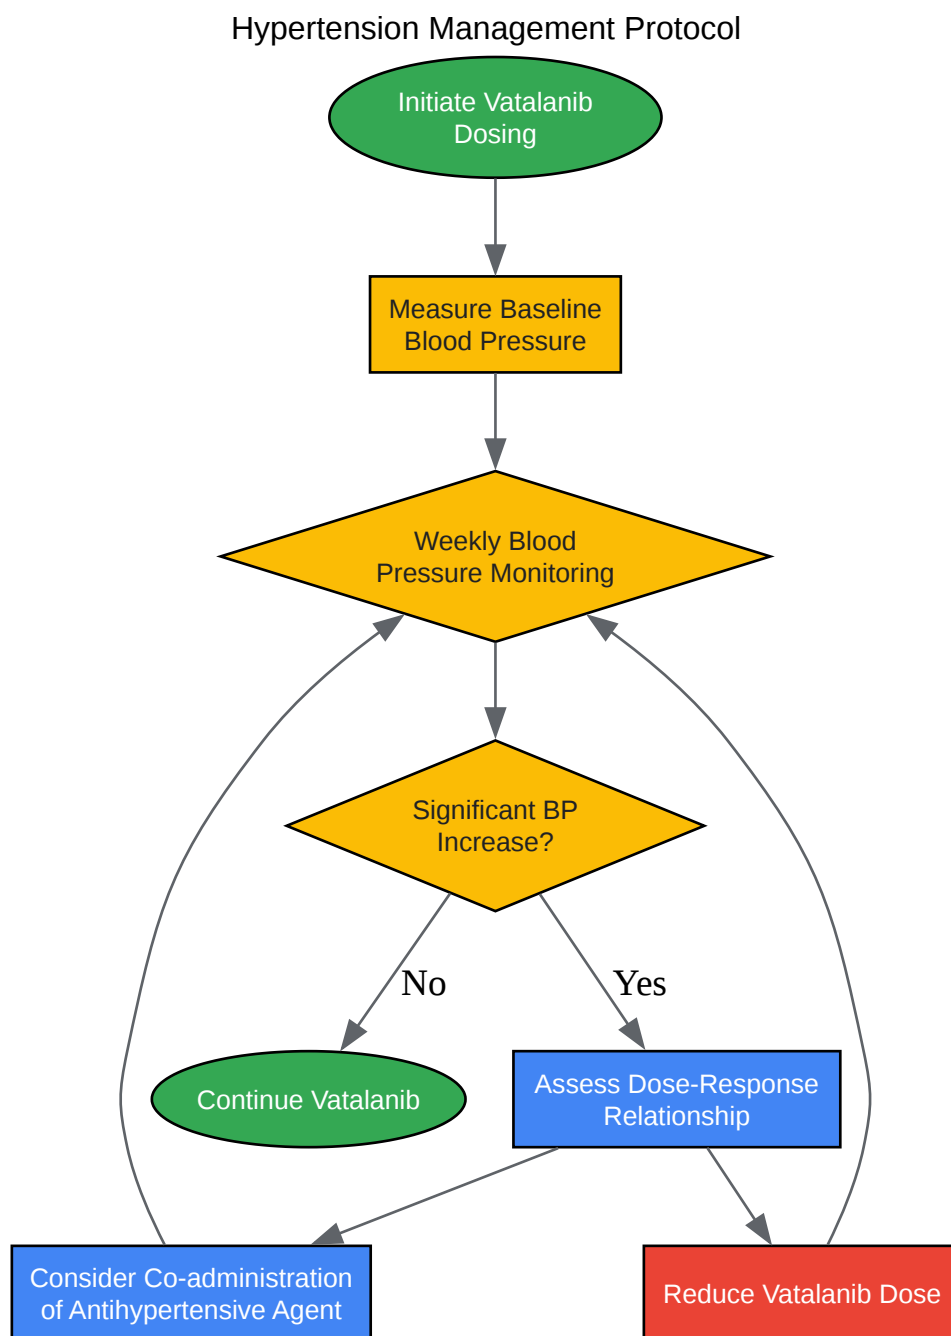 Hypertension Management Protocol
Initiate Vatalanib
Dosing
Measure Baseline
Blood Pressure
Weekly Blood
Pressure Monitoring
Significant BP
Increase?
No
Yes
Continue Vatalanib
Assess Dose-Response
Relationship
Consider Co-administration
of Antihypertensive Agent
Reduce Vatalanib Dose